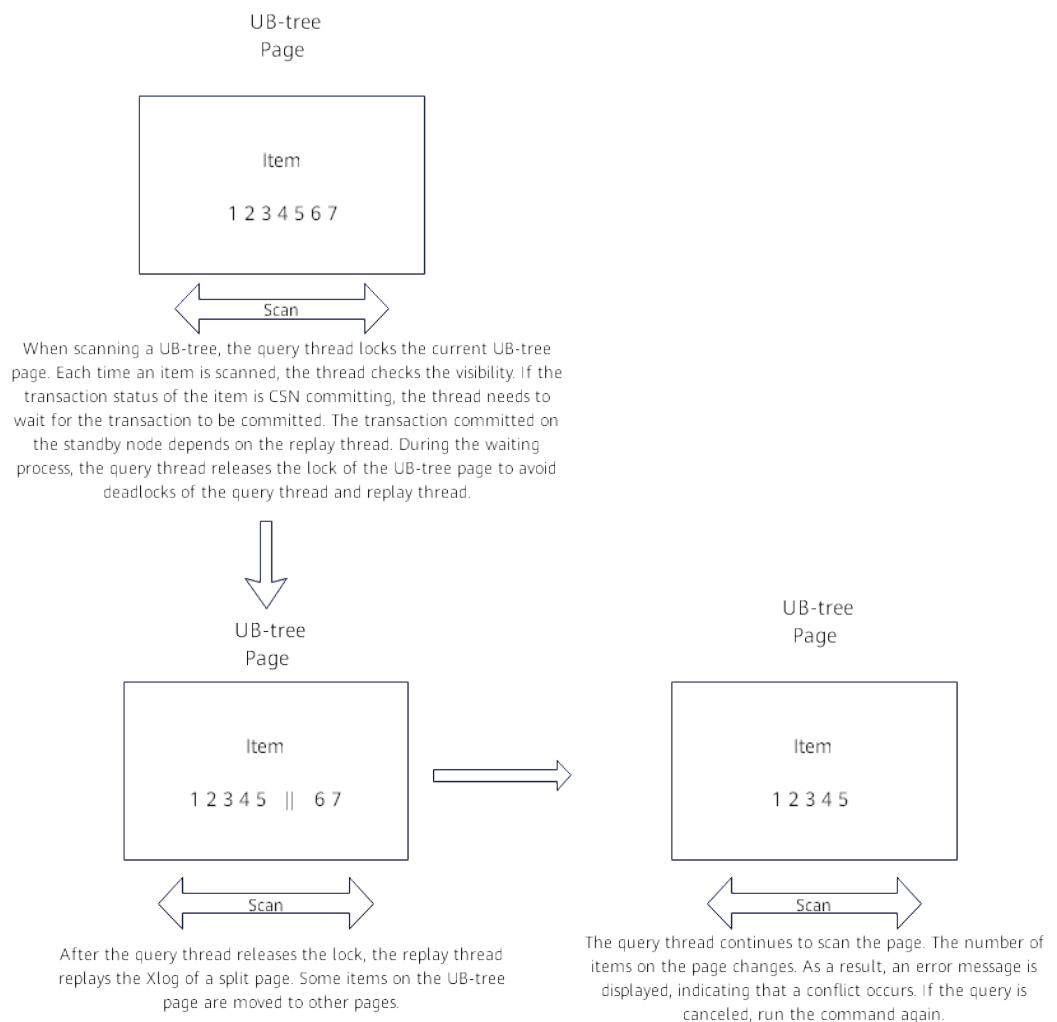 UB-tree
Page
Item
1 2 3 4 5 6 7
Scan
When scanning a UB-tree, the query thread locks the current UB-tree
page. Each time an item is scanned, the thread checks the visibility. If the
transaction status of the item is CSN committing, the thread needs to
wait for the transaction to be committed. The transaction committed on
the standby node depends on the replay thread. During the waiting
process, the query thread releases the lock of the UB-tree page to avoid
deadlocks of the query thread and replay thread.
UB-tree
Page
Item
1 2 3 4 5 || 6 7
Scan
After the query thread releases the lock, the replay thread
replays the Xlog of a split page. Some items on the UB-tree
page are moved to other pages.
UB-tree
Page
Item
1 2 3 4 5
Scan
The query thread continues to scan the page. The number of
items on the page changes. As a result, an error message is
displayed, indicating that a conflict occurs. If the query is
canceled, run the command again.